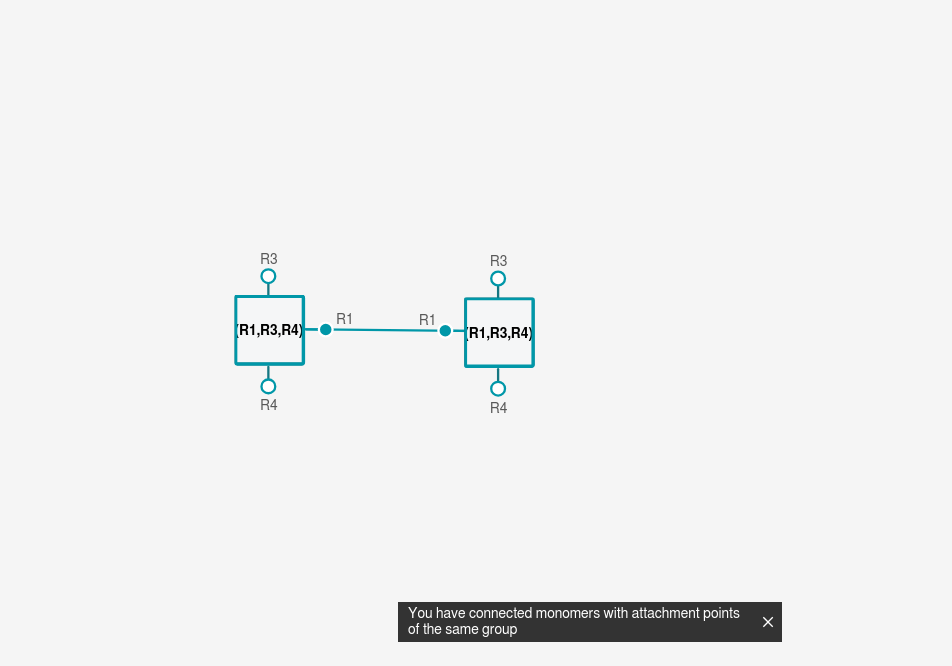 R3
R3
R1
R1
(R1,R3,R4)
(R1,R3,R4)
R4
R4
You have connected monomers with attachment points
of the same group